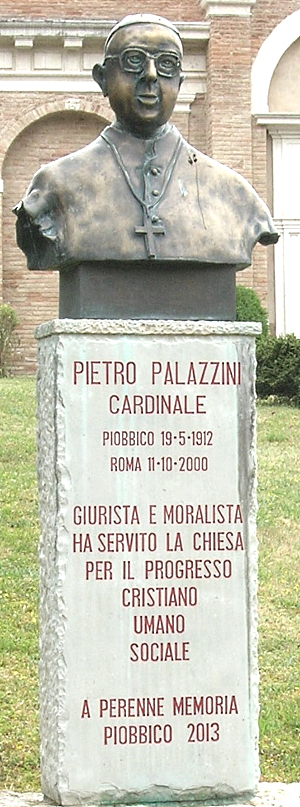 PIETRO PALAZZINI
CARDINALE
PIOBBICO 19-5-1912
ROMA 11-10-2000
GIURISTA E MORALISTA
HA SERVITO LA CHIESA
PER IL PROGRESSO
CRISTIANO
UMANO
SOCIALE
A PERENNE MEMORIA
PIOBBICO 2013